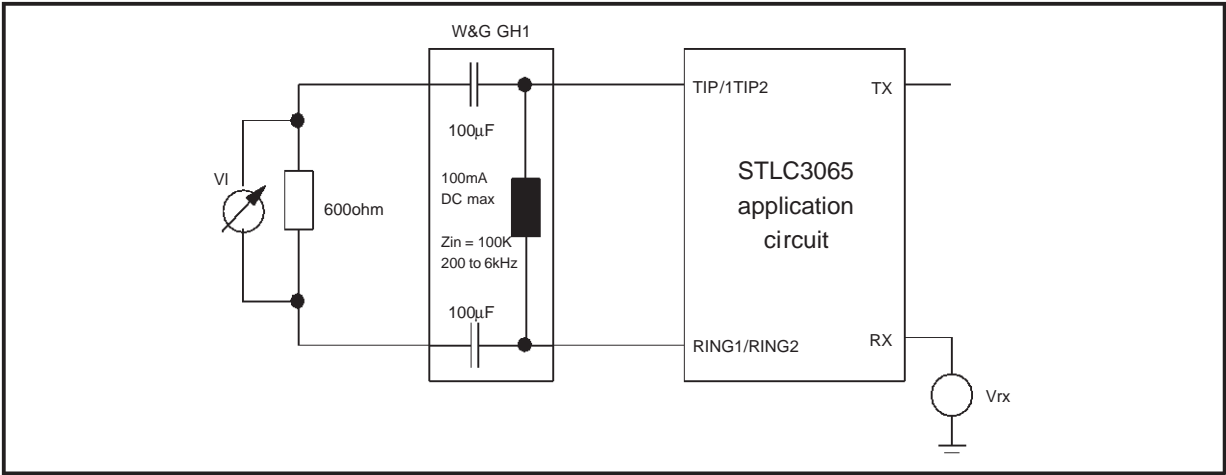 W&G GH1
TIP/1TIP2
TX
100μF
VI
600ohm
100mA
DC max
Zin = 100K
200 to 6kHz
STLC3065
application
circuit
100μF
RING1/RING2
RX
Vrx